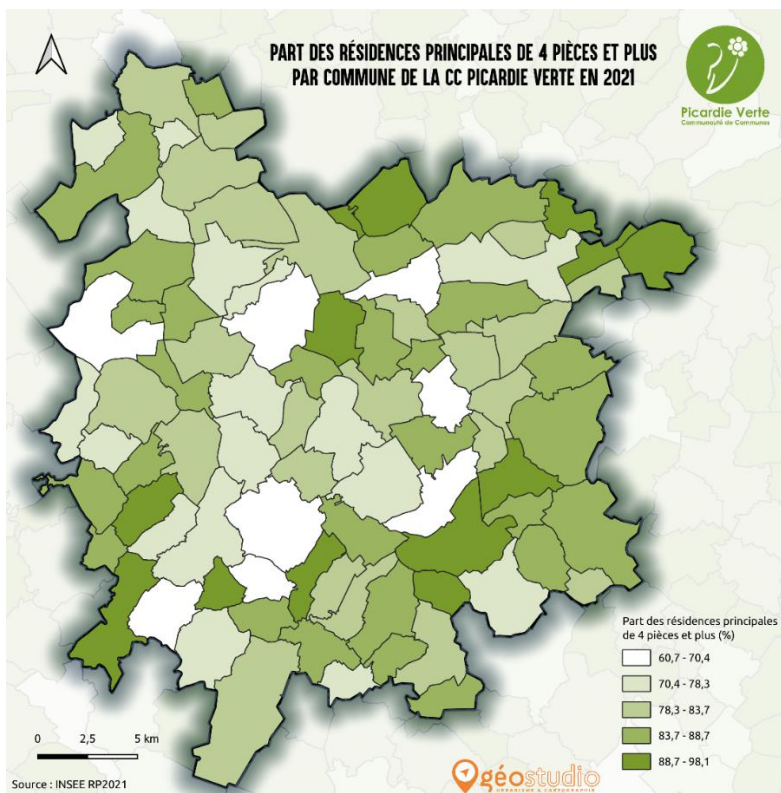 PART DES RÉSIDENCES PRINCIPALES DE 4 PIÈCES ET PLUS
PAR COMMUNE DE LA CC PICARDIE VERTE EN 2021
Picardie Verte
Communauté de Communes
Part des résidences principales
de 4 pièces et plus (%)
60,7 - 70,4
70,4 - 78,3
78,3 - 83,7
83,7 - 88,7
88,7 - 98,1
0 2,5 5 km
Source : INSEE RP2021
géostudio
URBANISME & CARTOGRAPHIE